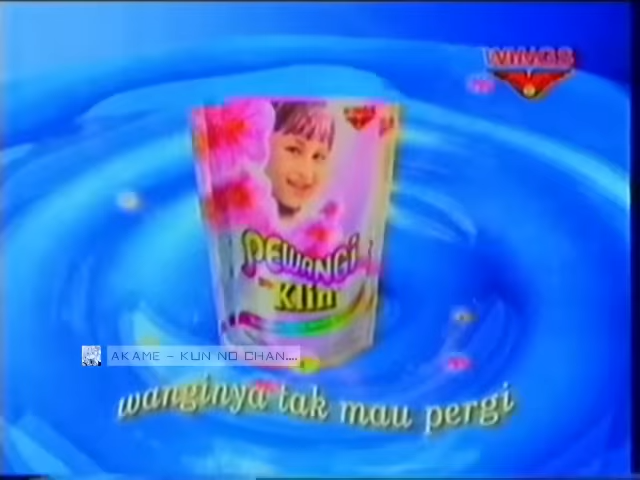 WINGS
PEWANGI
Klin
AKAME - KUN NO CHAN....
wanginya tak mau pergi